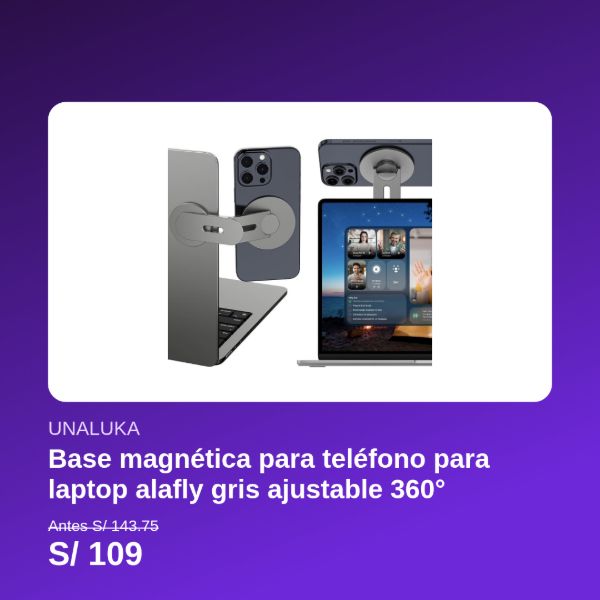 UNALUKA
Base magnética para teléfono para
laptop alafly gris ajustable 360°
Antes S/ 143.75
S/ 109